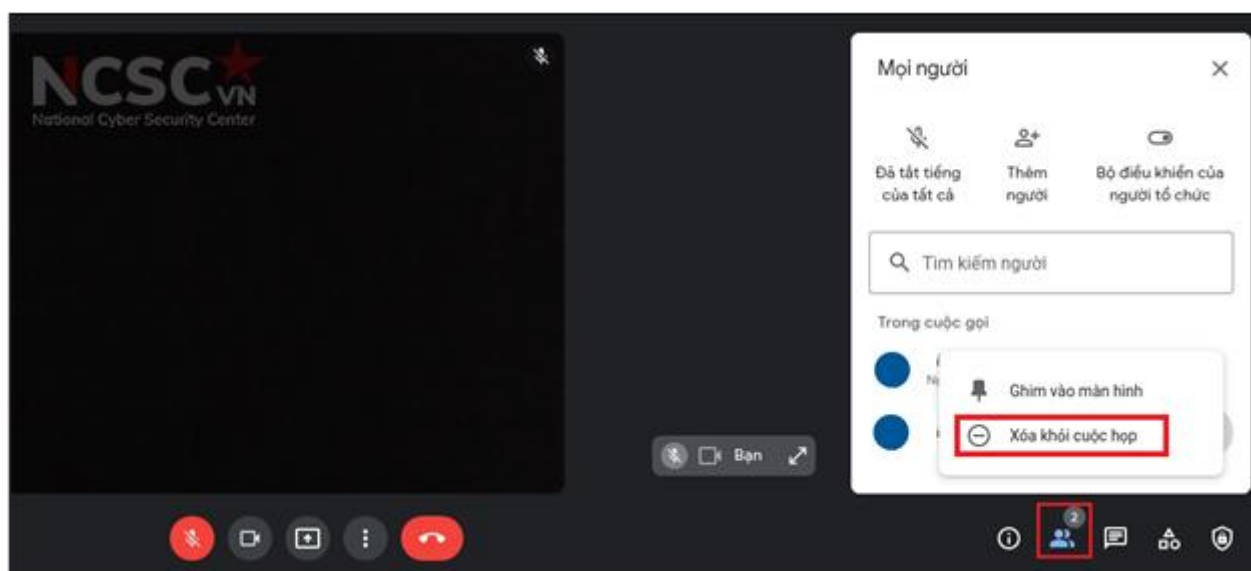 NCSC VN
National Cyber Security Center
Mọi người
Đã tắt tiếng
của tất cả
Thêm
người
Bộ điều khiển của
người tổ chức
Tìm kiếm người
Trong cuộc gọi
Ghim vào màn hình
Xóa khỏi cuộc họp
Bạn
2